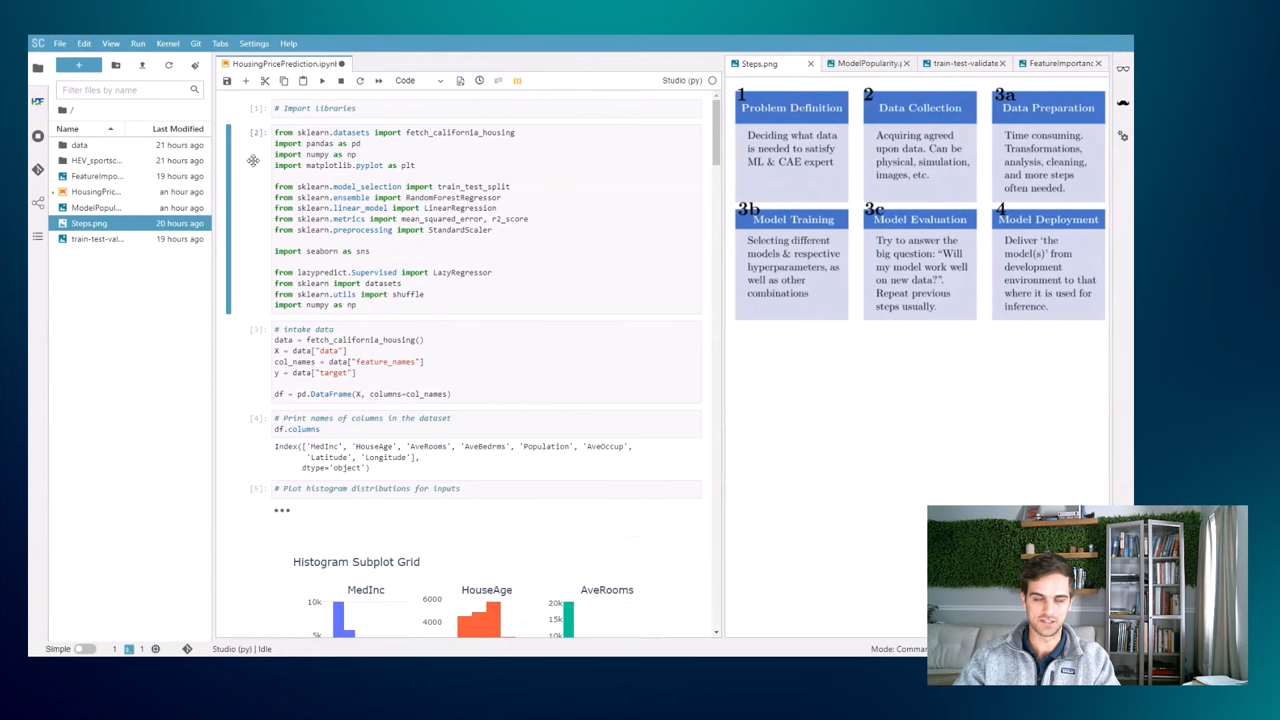 SC File Edit View Run Kernel Git Tabs Settings Help
+
Filter files by name
/
Name Last Modified
data 21 hours ago
HEV_sportsc... 21 hours ago
FeatureImpo... 19 hours ago
HousingPric... an hour ago
ModelPopul... an hour ago
Steps.png 20 hours ago
train-test-val... 19 hours ago
HousingPricePrediction.ipynb
Code git Studio (py)
[1]: # Import libraries
[2]: from sklearn.datasets import fetch_california_housing
import pandas as pd
import numpy as np
import matplotlib.pyplot as plt
from sklearn.model_selection import train_test_split
from sklearn.ensemble import RandomForestRegressor
from sklearn.linear_model import LinearRegression
from sklearn.metrics import mean_squared_error, r2_score
from sklearn.preprocessing import StandardScaler
import seaborn as sns
from lazypredict.Supervised import LazyRegressor
from sklearn import datasets
from sklearn.utils import shuffle
import numpy as np
[3]: # intake data
data = fetch_california_housing()
X = data["data"]
col_names = data["feature_names"]
y = data["target"]
df = pd.DataFrame(X, columns=col_names)
[4]: # Print names of columns in the dataset
df.columns
Index(['MedInc', 'HouseAge', 'AveRooms', 'AveBedrms', 'Population', 'AveOccup',
'Latitude', 'Longitude'],
dtype='object')
[5]: # Plot histogram distributions for inputs
•••
Histogram Subplot Grid
MedInc HouseAge AveRooms
10k 6000 20k
4000 15k
5k 10k
Steps.png ModelPopularity.p train-test-validate FeatureImportanc
1 2 3a
Problem Definition Data Collection Data Preparation
Deciding what data
is needed to satisfy
ML & CAE expert
Acquiring agreed
upon data. Can be
physical, simulation,
images, etc.
Time consuming.
Transformations,
analysis, cleaning,
and more steps
often needed.
3b 3c 4
Model Training Model Evaluation Model Deployment
Selecting different
models & respective
hyperparameters, as
well as other
combinations
Try to answer the
big question: "Will
my model work well
on new data?".
Repeat previous
steps usually.
Deliver 'the
model(s)' from
development
environment to that
where it is used for
inference.
Simple 1 1 Studio (py) | Idle Mode: Comman